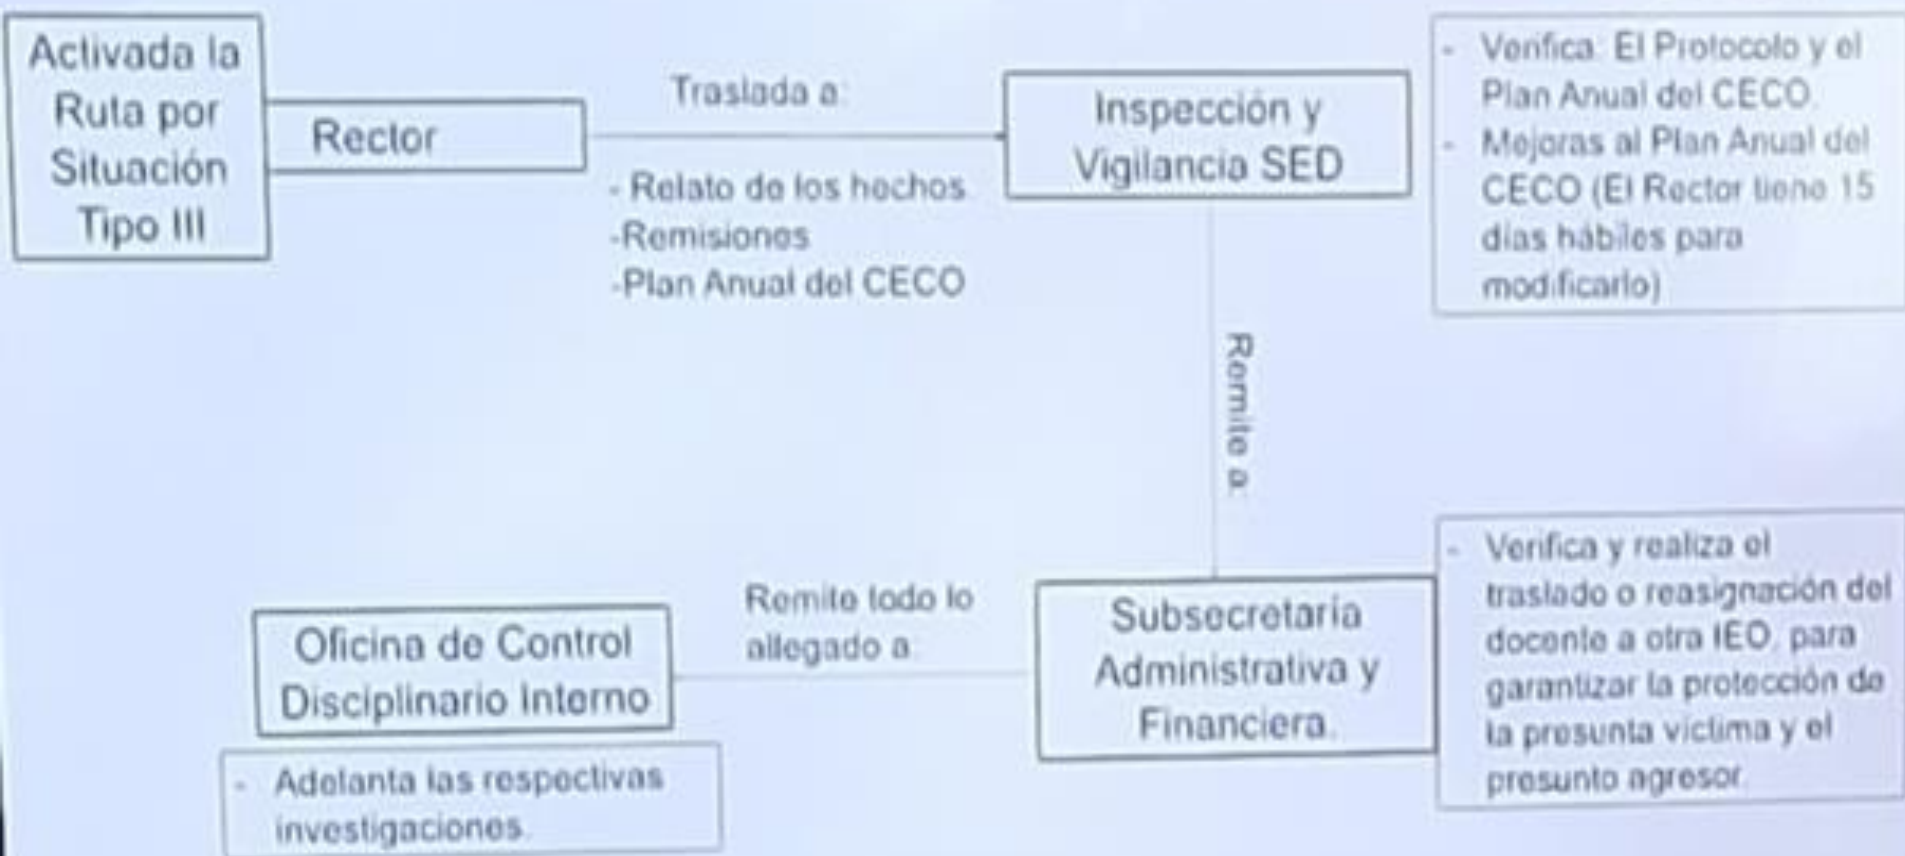 Activada la
Ruta por
Situación
Tipo III
Rector
Traslada a:
- Relato de los hechos.
-Remisiones
-Plan Anual del CECO
Inspección y
Vigilancia SED
- Verifica: El Protocolo y el
Plan Anual del CECO.
- Mejoras al Plan Anual del
CECO (El Rector tiene 15
días hábiles para
modificarlo)
Remite a:
Subsecretaría
Administrativa y
Financiera.
- Verifica y realiza el
traslado o reasignación del
docente a otra IEO, para
garantizar la protección de
la presunta víctima y el
presunto agresor.
Remite todo lo
allegado a:
Oficina de Control
Disciplinario Interno
- Adelanta las respectivas
investigaciones.